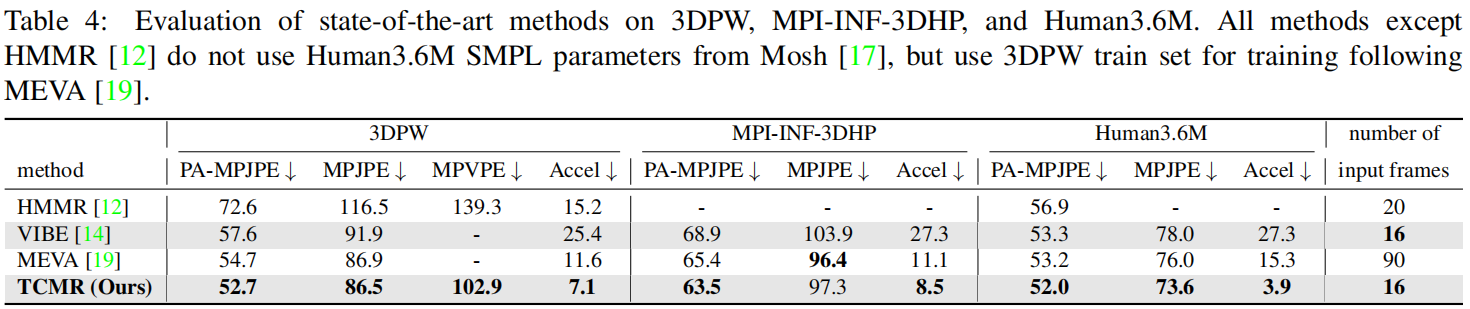 Table 4: Evaluation of state-of-the-art methods on 3DPW, MPI-INF-3DHP, and Human3.6M. All methods except
HMMR [12] do not use Human3.6M SMPL parameters from Mosh [17], but use 3DPW train set for training following
MEVA [19].
3DPW MPI-INF-3DHP Human3.6M number of
method PA-MPJPE ↓ MPJPE ↓ MPVPE ↓ Accel ↓ PA-MPJPE ↓ MPJPE ↓ Accel ↓ PA-MPJPE ↓ MPJPE ↓ Accel ↓ input frames
HMMR [12] 72.6 116.5 139.3 15.2 - - - 56.9 - - 20
VIBE [14] 57.6 91.9 - 25.4 68.9 103.9 27.3 53.3 78.0 27.3 16
MEVA [19] 54.7 86.9 - 11.6 65.4 96.4 11.1 53.2 76.0 15.3 90
TCMR (Ours) 52.7 86.5 102.9 7.1 63.5 97.3 8.5 52.0 73.6 3.9 16